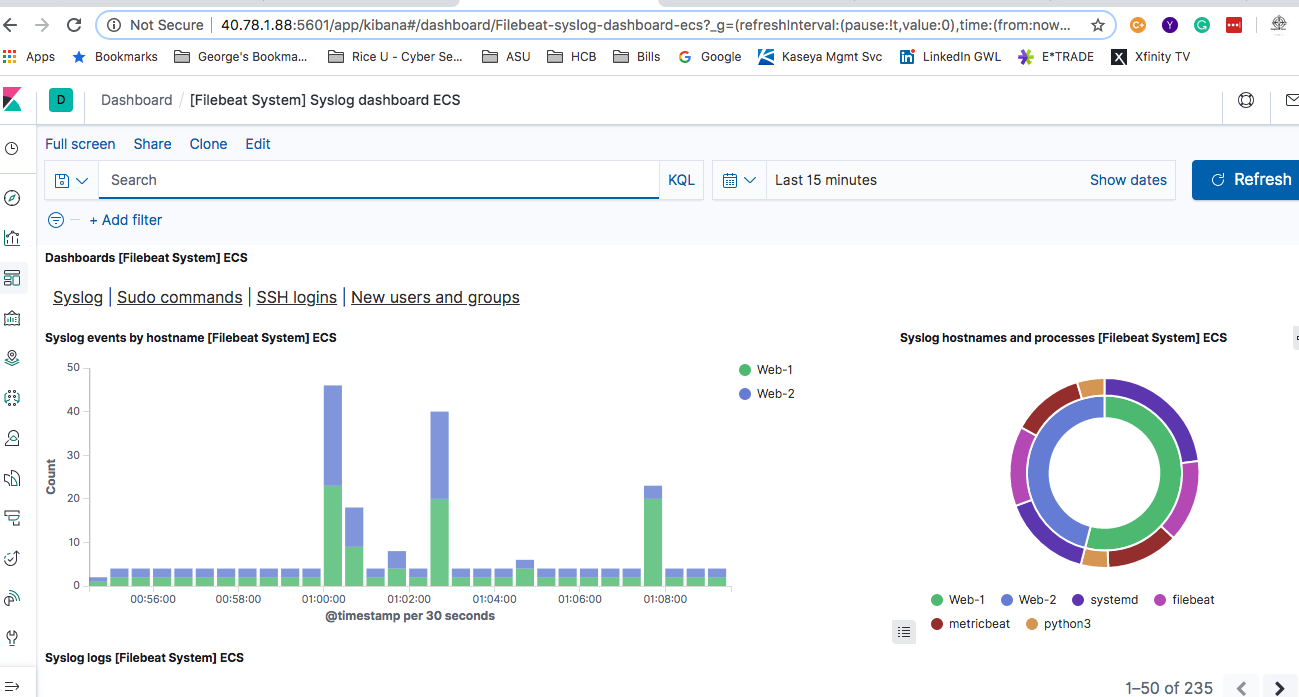 Not Secure 40.78.1.88:5601/app/kibana#/dashboard/Filebeat-syslog-dashboard-ecs?_g=(refreshInterval:(pause:!t,value:0),time:(from:now...
Apps Bookmarks George's Bookma... Rice U - Cyber Se... ASU HCB Bills Google Kaseya Mgmt Svc LinkedIn GWL E*TRADE Xfinity TV
D Dashboard / [Filebeat System] Syslog dashboard ECS
Full screen Share Clone Edit
Search KQL Last 15 minutes Show dates Refresh
+ Add filter
Dashboards [Filebeat System] ECS
Syslog | Sudo commands | SSH logins | New users and groups
Syslog events by hostname [Filebeat System] ECS
50
40
30
20
10
0
Count
00:56:00 00:58:00 01:00:00 01:02:00 01:04:00 01:06:00 01:08:00
@timestamp per 30 seconds
Web-1
Web-2
Syslog hostnames and processes [Filebeat System] ECS
Web-1 Web-2 systemd filebeat
metricbeat python3
Syslog logs [Filebeat System] ECS
1–50 of 235